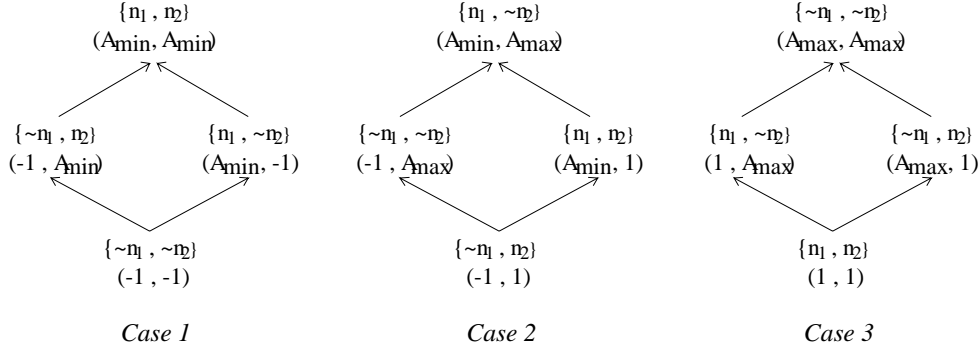 {n1 , n2}
(Amin, Amin)
{~n1 , n2}
(-1 , Amin)
{n1 , ~n2}
(Amin, -1)
{~n1 , ~n2}
(-1 , -1)
Case 1
{n1 , ~n2}
(Amin, Amax)
{~n1 , ~n2}
(-1 , Amax)
{n1 , n2}
(Amin, 1)
{~n1 , n2}
(-1 , 1)
Case 2
{~n1 , ~n2}
(Amax, Amax)
{n1 , ~n2}
(1 , Amax)
{~n1 , n2}
(Amax, 1)
{n1 , n2}
(1 , 1)
Case 3